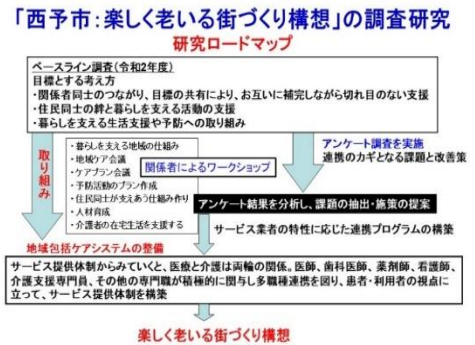 「西予市：楽しく老いる街づくり構想」の調査研究
研究ロードマップ
ベースライン調査（令和2年度）
目標とする考え方
・関係者同士のつながり、目標の共有により、お互いに補完しながら切れ目のない支援
・住民同士の絆と暮らしを支える活動の支援
・暮らしを支える生活支援や予防への取り組み
取り組み
・暮らしを支える地域の仕組み
・地域ケア会議
・ケアプラン会議
・予防活動のプラン作成
・住民同士が支えあう仕組み作り
・人材育成
・介護者の在宅生活を支援する
関係者によるワークショップ
アンケート調査を実施
連携のカギとなる課題と改善策
アンケート結果を分析し、課題の抽出・施策の提案
サービス業者の特性に応じた連携プログラムの構築
地域包括ケアシステムの整備
サービス提供体制からみていくと、医療と介護は両輪の関係。医師、歯科医師、薬剤師、看護師、
介護支援専門員、その他の専門職が積極的に関与し多職種連携を図り、患者・利用者の視点に
立って、サービス提供体制を構築
楽しく老いる街づくり構想